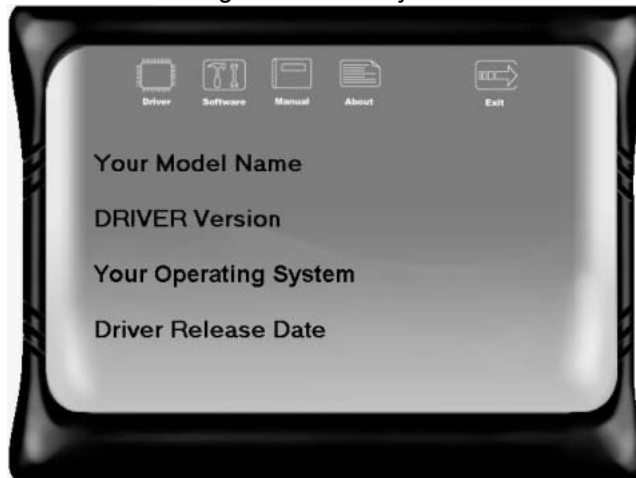 Driver Software Manual About Exit
Your Model Name
DRIVER Version
Your Operating System
Driver Release Date